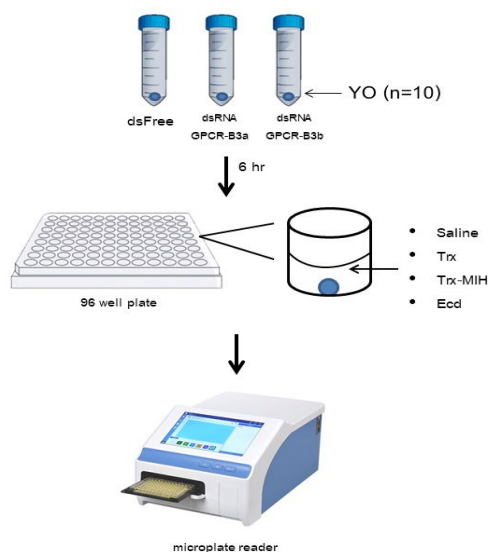 dsFree
dsRNA
GPCR-B3a
dsRNA
GPCR-B3b
YO (n=10)
6 hr
96 well plate
• Saline
• Trx
• Trx-MIH
• Ecd
microplate reader